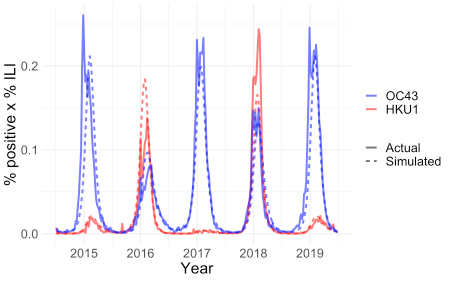 % positive x % ILI
0.2
0.1
0.0
2015 2016 2017 2018 2019
Year
OC43
HKU1
Actual
Simulated